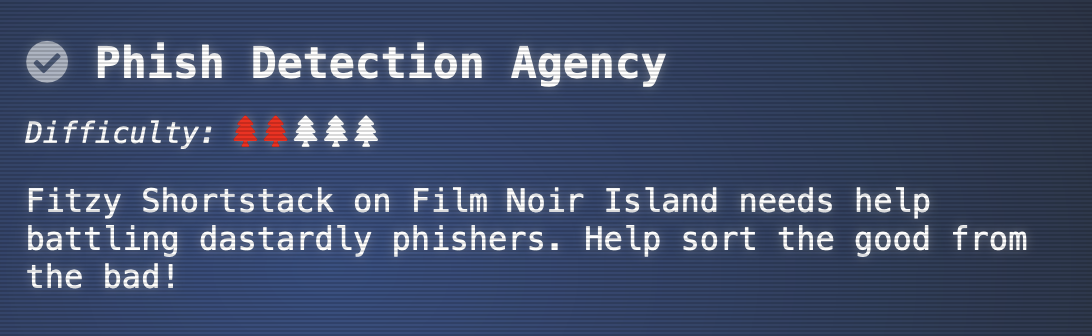 Phish Detection Agency
Difficulty:
Fitzy Shortstack on Film Noir Island needs help
battling dastardly phishers. Help sort the good from
the bad!